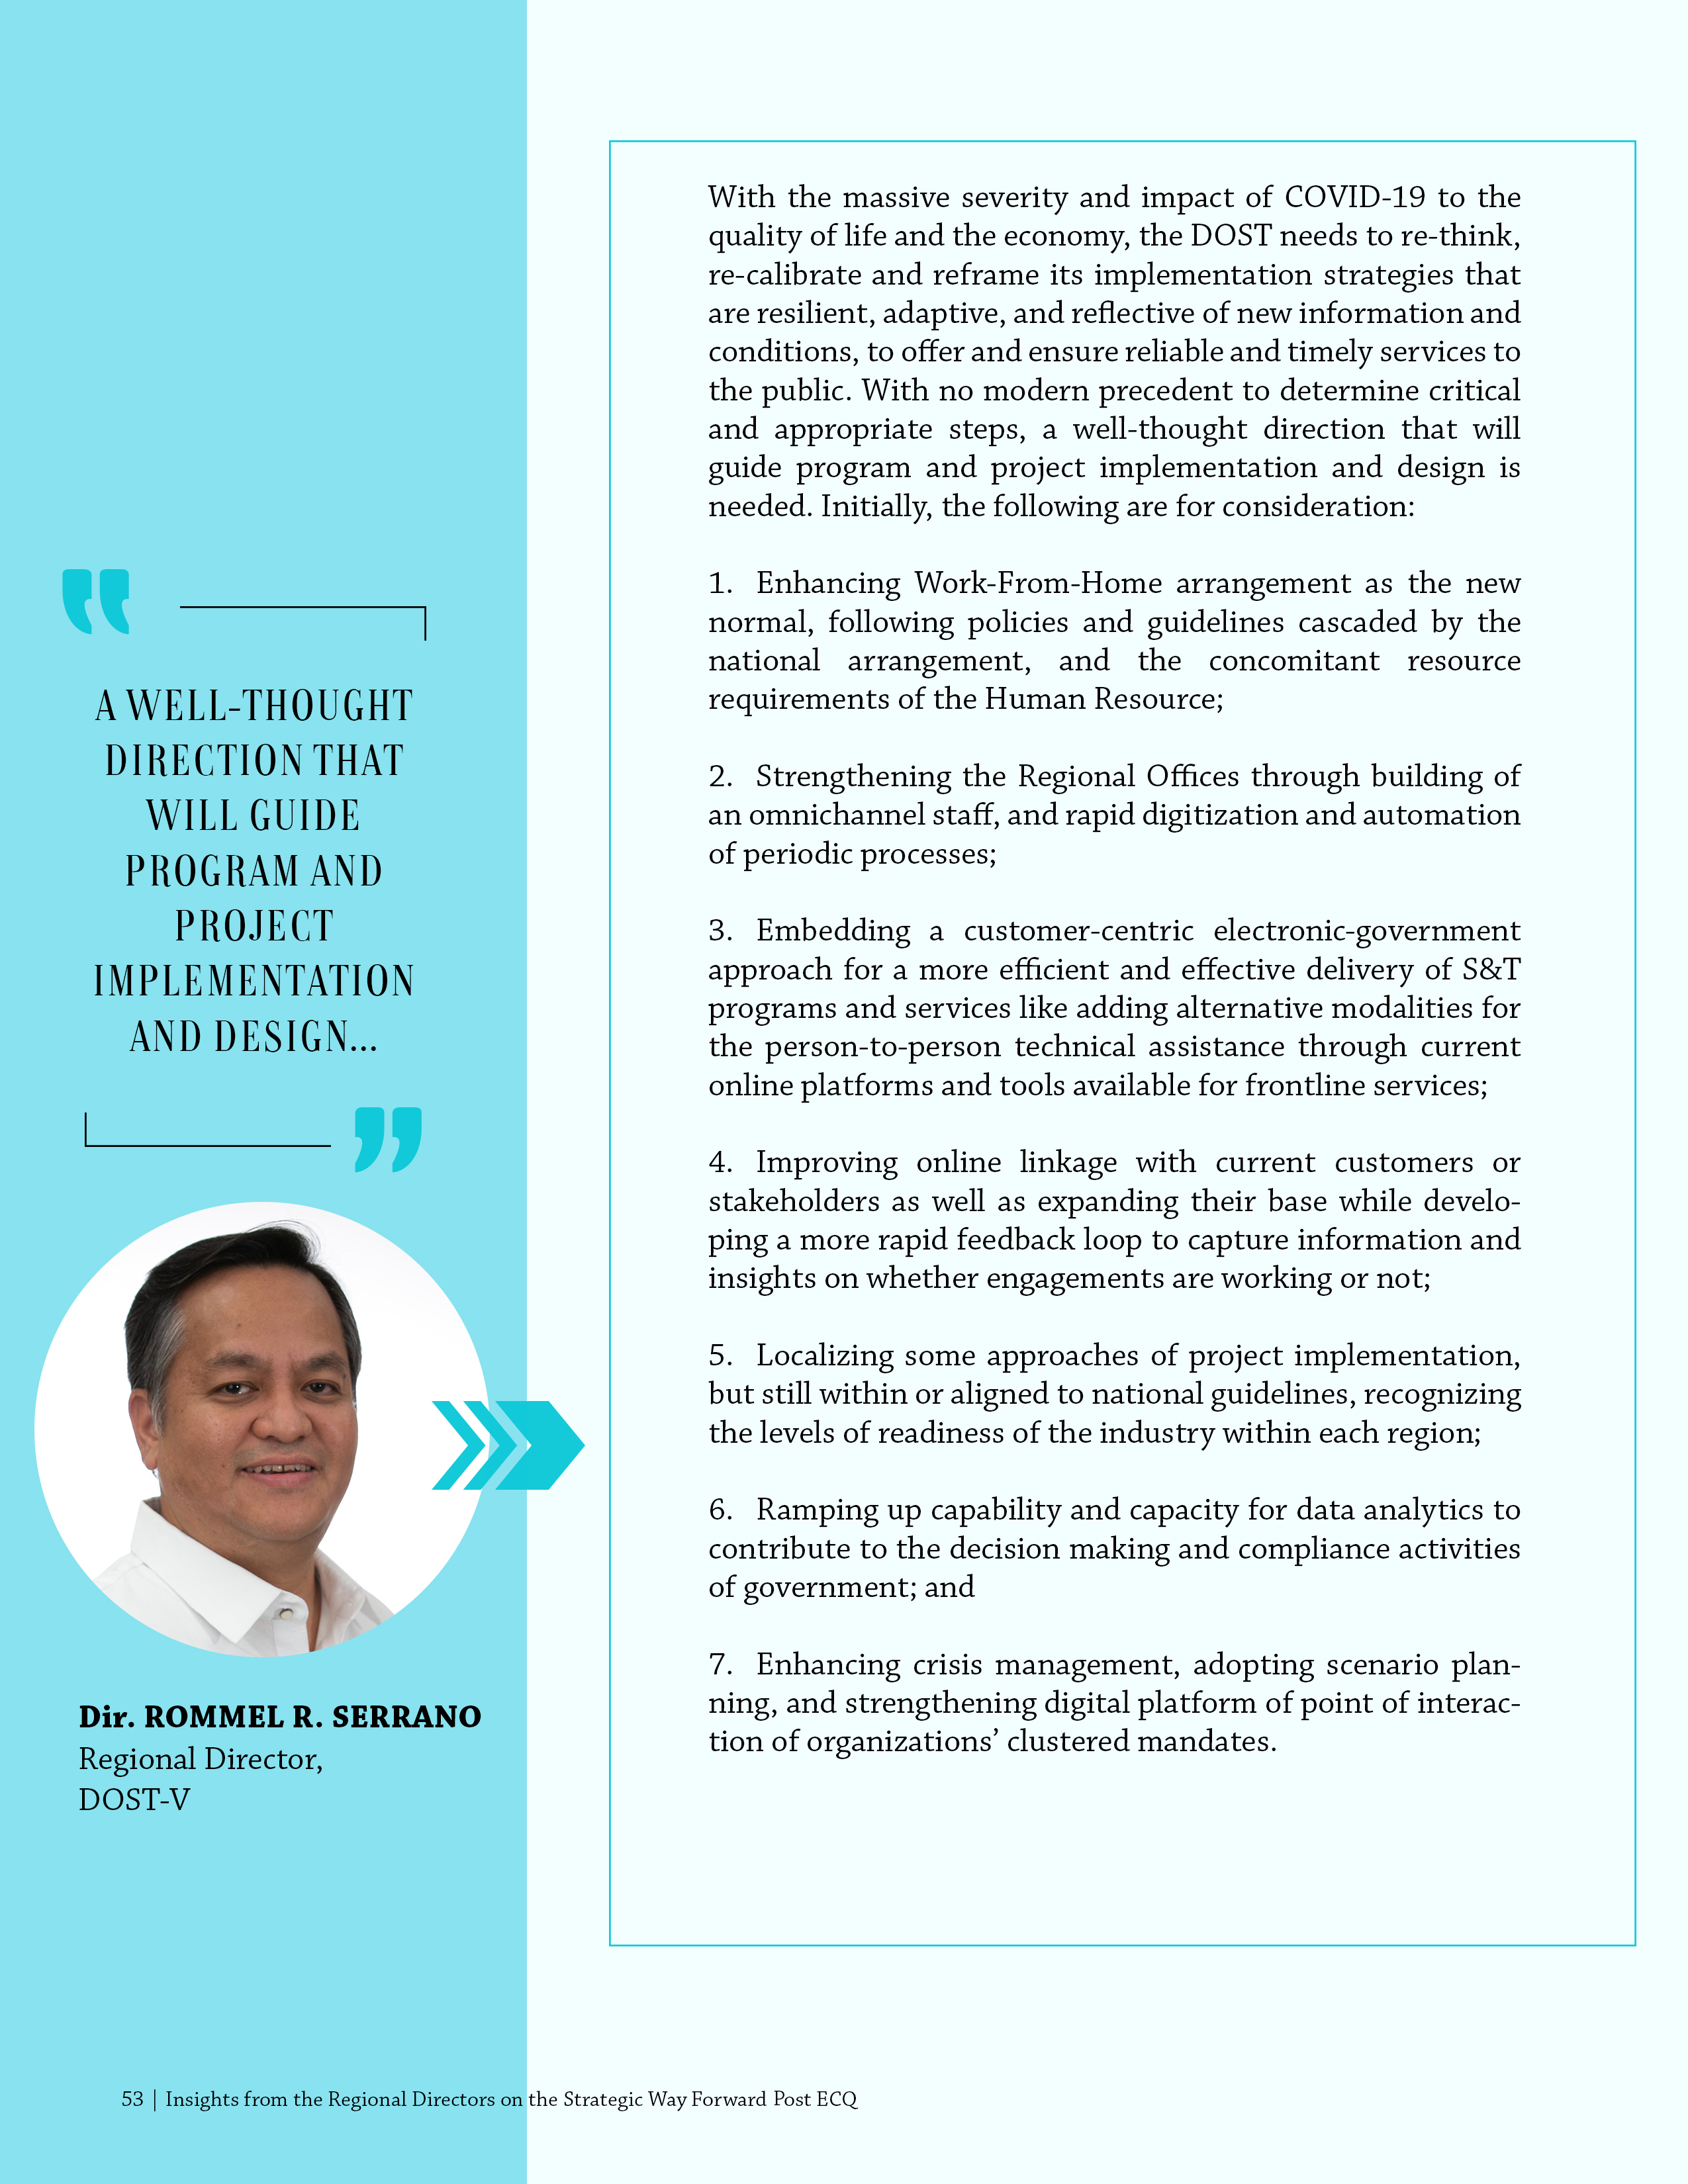 A WELL-THOUGHT
DIRECTION THAT
WILL GUIDE
PROGRAM AND
PROJECT
IMPLEMENTATION
AND DESIGN...
Dir. ROMMEL R. SERRANO
Regional Director,
DOST-V
With the massive severity and impact of COVID-19 to the
quality of life and the economy, the DOST needs to re-think,
re-calibrate and reframe its implementation strategies that
are resilient, adaptive, and reflective of new information and
conditions, to offer and ensure reliable and timely services to
the public. With no modern precedent to determine critical
and appropriate steps, a well-thought direction that will
guide program and project implementation and design is
needed. Initially, the following are for consideration:
1. Enhancing Work-From-Home arrangement as the new
normal, following policies and guidelines cascaded by the
national arrangement, and the concomitant resource
requirements of the Human Resource;
2. Strengthening the Regional Offices through building of
an omnichannel staff, and rapid digitization and automation
of periodic processes;
3. Embedding a customer-centric electronic-government
approach for a more efficient and effective delivery of S&T
programs and services like adding alternative modalities for
the person-to-person technical assistance through current
online platforms and tools available for frontline services;
4. Improving online linkage with current customers or
stakeholders as well as expanding their base while develo-
ping a more rapid feedback loop to capture information and
insights on whether engagements are working or not;
5. Localizing some approaches of project implementation,
but still within or aligned to national guidelines, recognizing
the levels of readiness of the industry within each region;
6. Ramping up capability and capacity for data analytics to
contribute to the decision making and compliance activities
of government; and
7. Enhancing crisis management, adopting scenario plan-
ning, and strengthening digital platform of point of interac-
tion of organizations’ clustered mandates.
53 | Insights from the Regional Directors on the Strategic Way Forward Post ECQ